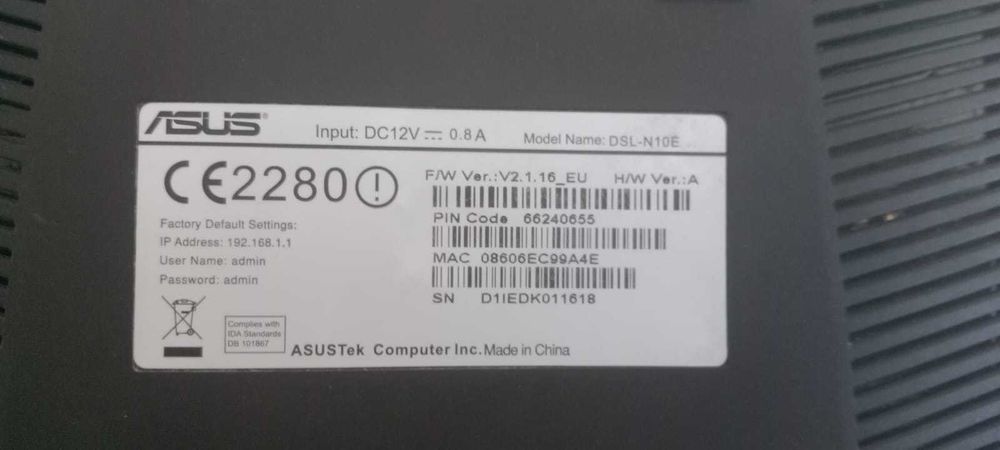 ASUS Input: DC12V ⎓ 0.8A Model Name: DSL-N10E
CE2280 F/W Ver.:V2.1.16_EU H/W Ver.:A
PIN Code 66240655
Factory Default Settings:
IP Address: 192.168.1.1
User Name: admin
Password: admin
MAC 08606EC99A4E
SN D1IEDK011618
Complies with
IDA Standards
DB 101867
ASUSTek Computer Inc. Made in China